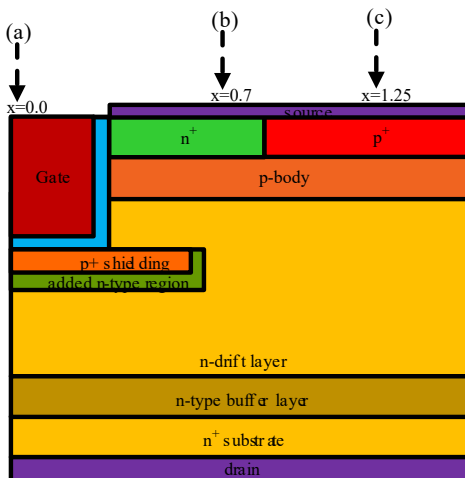 (a) (b) (c)
x=0.0 x=0.7 x=1.25
source
n+ p+
Gate
p-body
p+ shielding
added n-type region
n-drift layer
n-type buffer layer
n+ substrate
drain